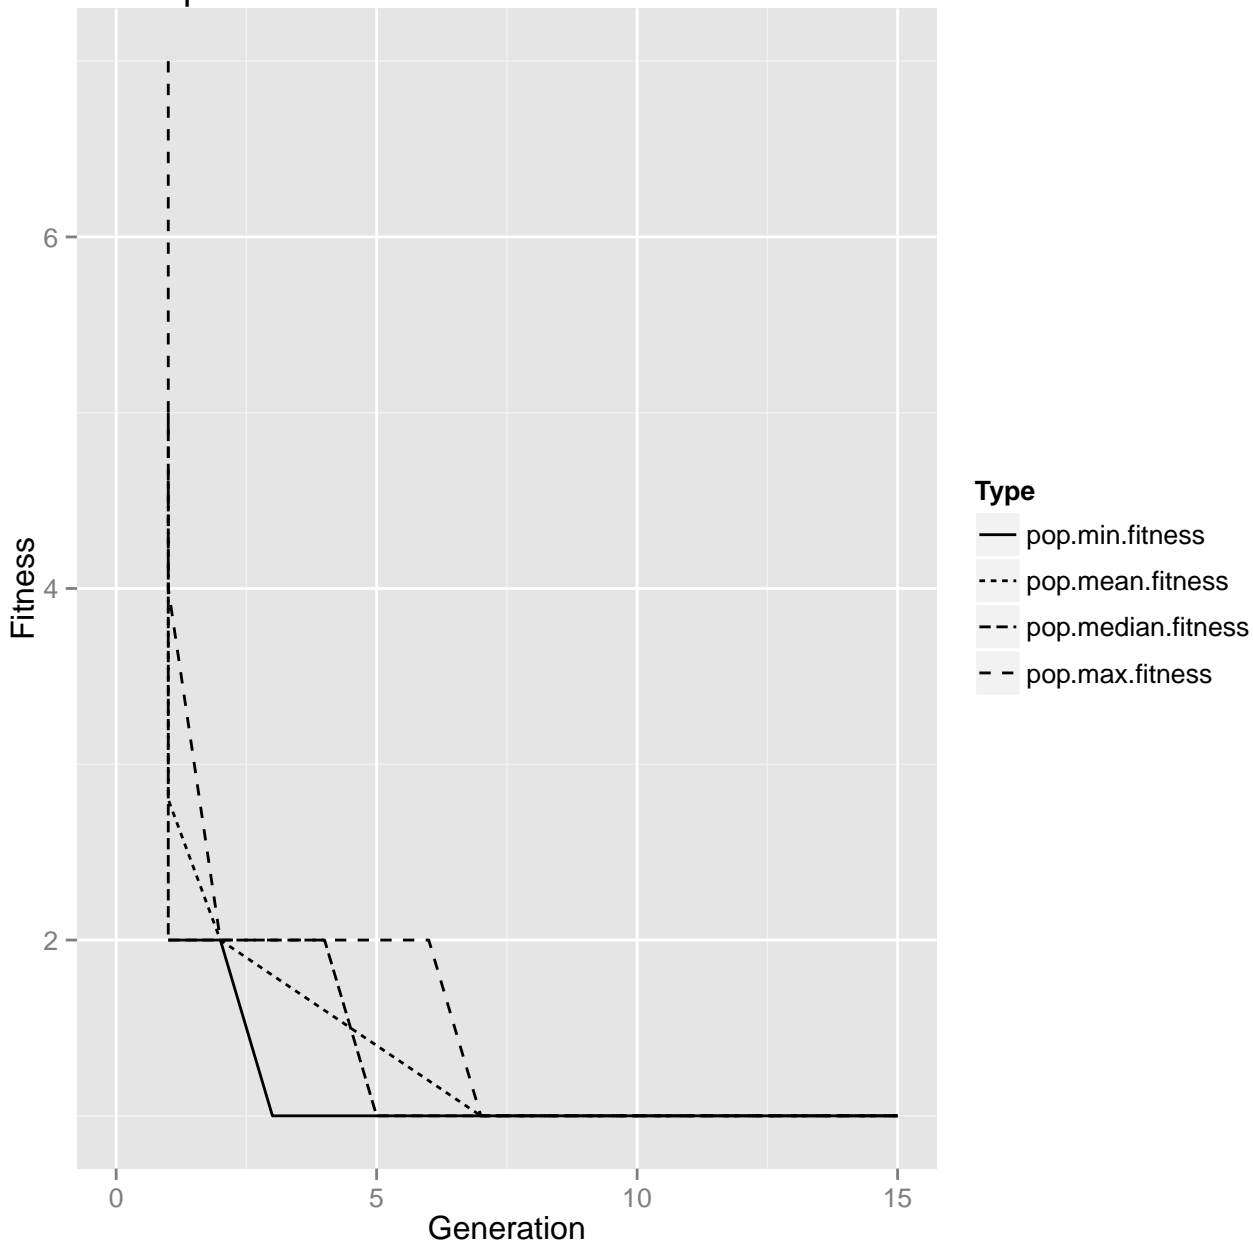 6
4
2
Fitness
0 5 10 15
Generation
Type
pop.min.fitness
pop.mean.fitness
pop.median.fitness
pop.max.fitness